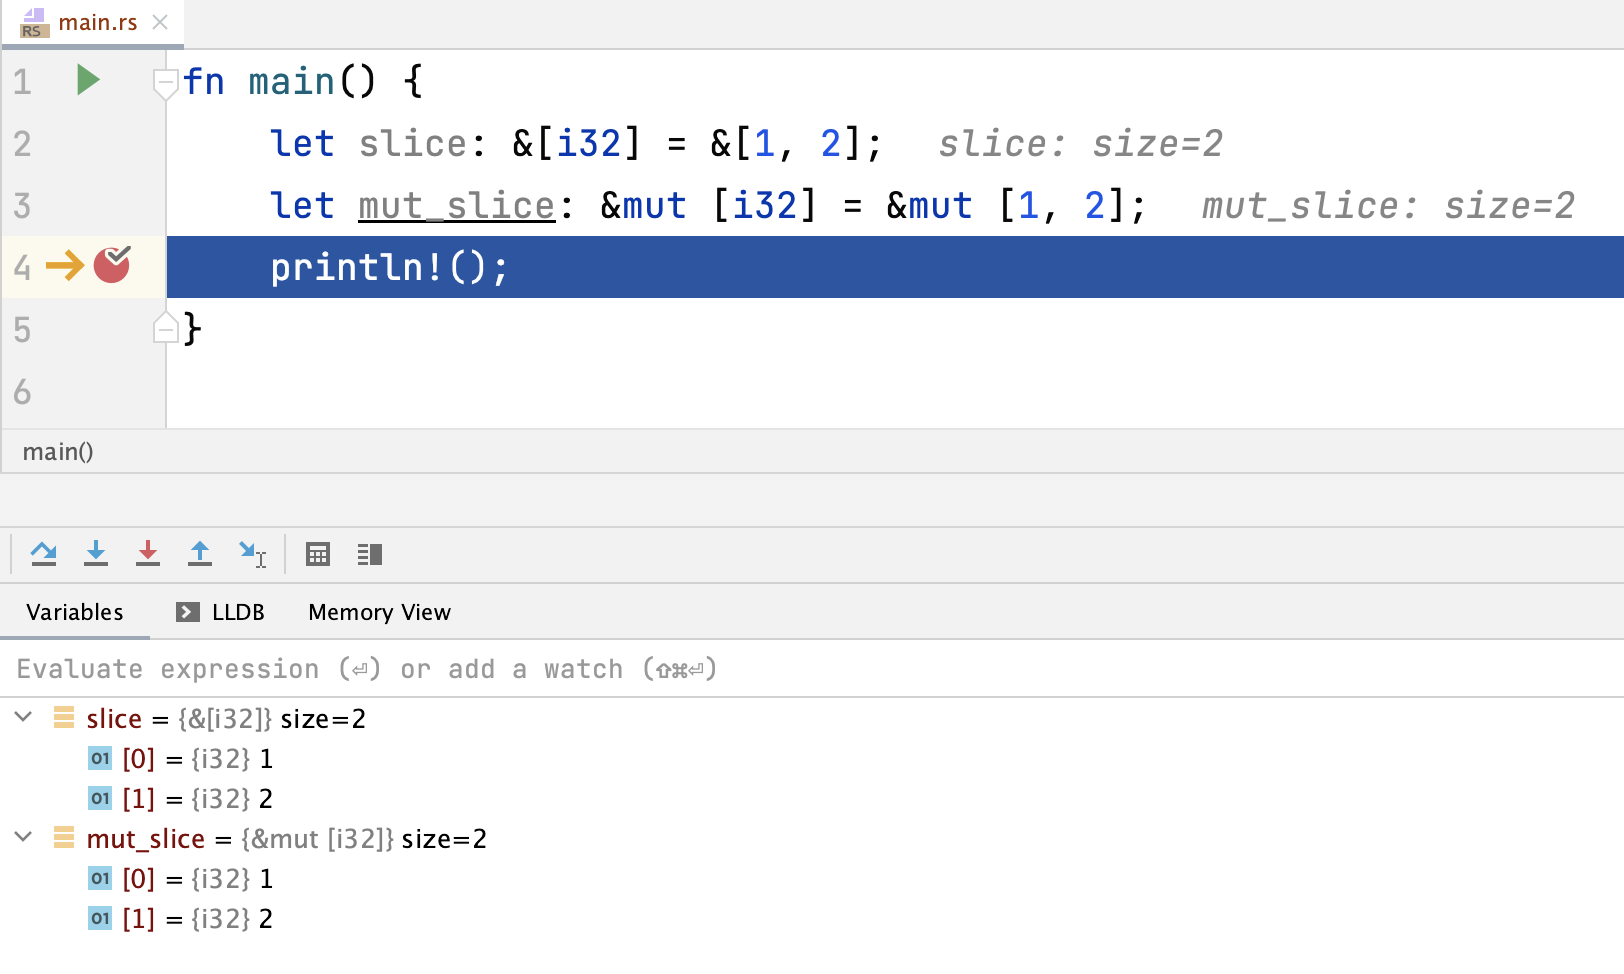 RS main.rs
1 fn main() {
2 let slice: &[i32] = &[1, 2]; slice: size=2
3 let mut_slice: &mut [i32] = &mut [1, 2]; mut_slice: size=2
4 println!();
5 }
6
main()
Variables LLDB Memory View
Evaluate expression (⏎) or add a watch (⇧⌘⏎)
slice = {&[i32]} size=2
01 [0] = {i32} 1
01 [1] = {i32} 2
mut_slice = {&mut [i32]} size=2
01 [0] = {i32} 1
01 [1] = {i32} 2